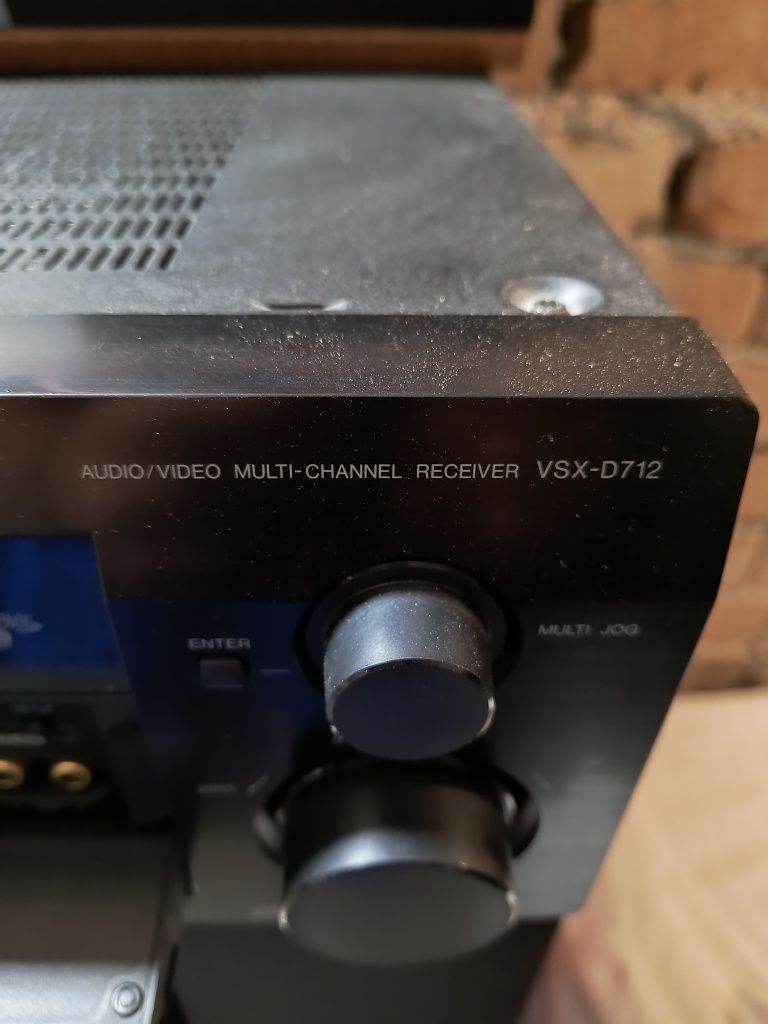 AUDIO/VIDEO MULTI-CHANNEL RECEIVER VSX-D712
ENTER
MULTI JOG